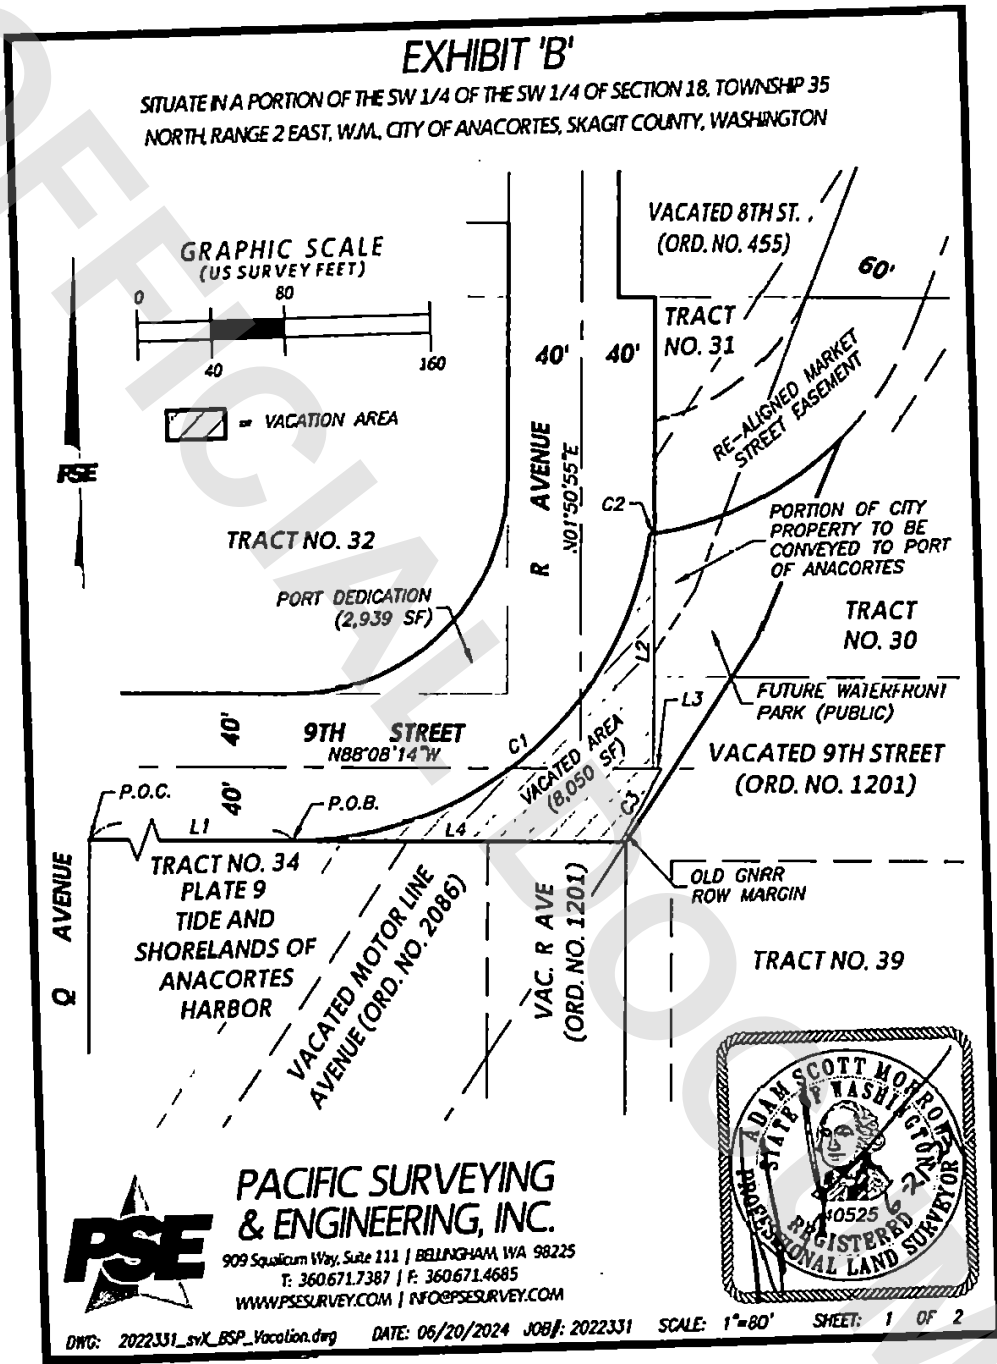 EXHIBIT 'B'
SITUATE IN A PORTION OF THE SW 1/4 OF THE SW 1/4 OF SECTION 18, TOWNSHIP 35
NORTH, RANGE 2 EAST, W.M., CITY OF ANACORTES, SKAGIT COUNTY, WASHINGTON
GRAPHIC SCALE
(US SURVEY FEET)
0
80
40
160
= VACATION AREA
PSE
VACATED 8TH ST.
(ORD. NO. 455)
60'
TRACT
NO. 31
40'
40'
RE-ALIGNED MARKET
STREET EASEMENT
R AVENUE
N01°50'55"E
C2
TRACT NO. 32
PORTION OF CITY
PROPERTY TO BE
CONVEYED TO PORT
OF ANACORTES
PORT DEDICATION
(2,939 SF)
TRACT
NO. 30
L2
L3
FUTURE WATERFRONT
PARK (PUBLIC)
40'
9TH STREET
N88°08'14"W
C1
VACATED AREA
(8,050 SF)
C3
VACATED 9TH STREET
(ORD. NO. 1201)
P.O.C.
40'
P.O.B.
L1
L4
Q AVENUE
TRACT NO. 34
PLATE 9
TIDE AND
SHORELANDS OF
ANACORTES
HARBOR
VACATED MOTOR LINE
AVENUE (ORD. NO. 2086)
VAC. R AVE
(ORD. NO. 1201)
OLD GNRR
ROW MARGIN
TRACT NO. 39
ADAM SCOTT MORROW
STATE OF WASHINGTON
40525
REGISTERED
PROFESSIONAL LAND SURVEYOR
PSE
PACIFIC SURVEYING
& ENGINEERING, INC.
909 Squalicum Way, Suite 111 | BELLINGHAM, WA 98225
T: 360.671.7387 | F: 360.671.4685
WWW.PSESURVEY.COM | INFO@PSESURVEY.COM
DWG: 2022331_svX_BSP_Vacation.dwg DATE: 06/20/2024 JOB#: 2022331 SCALE: 1"=80' SHEET: 1 OF 2